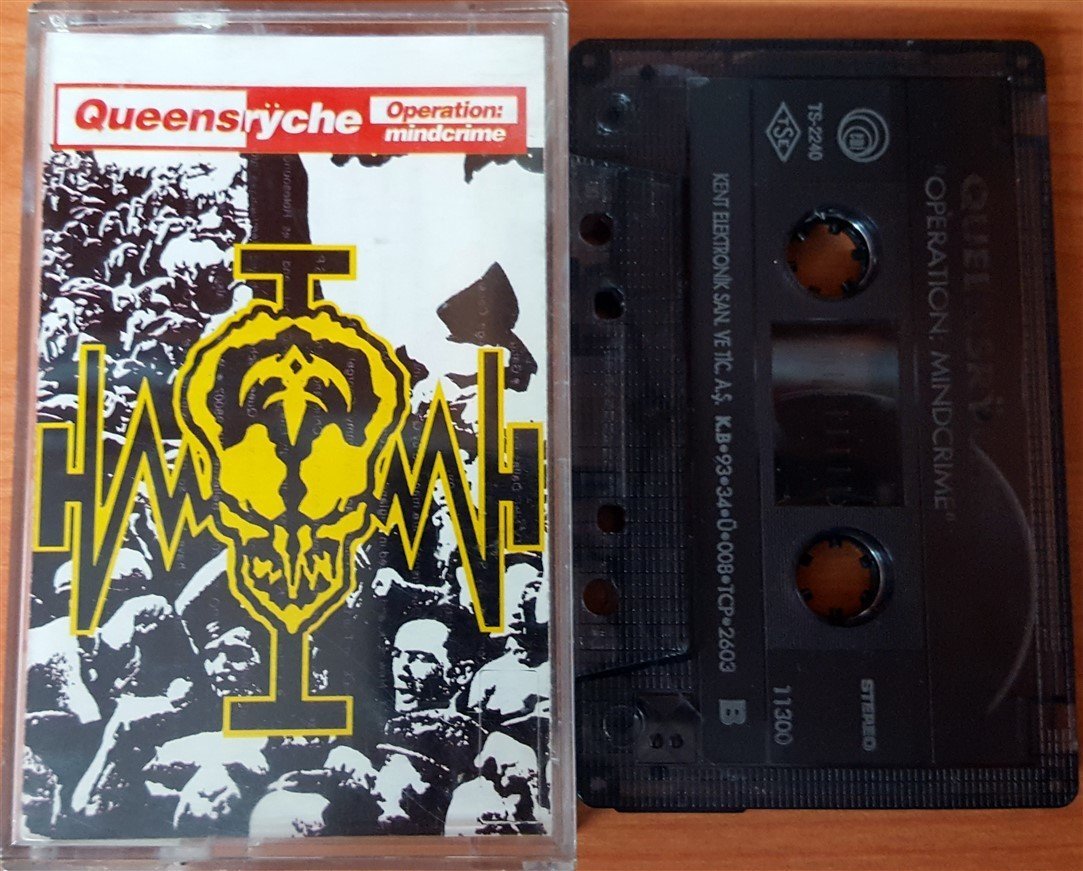 Queensrÿche
Operation:
mindcrime
"OPERATION: MINDCRIME"
TS-2240
TSE
KENT ELEKTRONİK SAN. VE TİC. A.Ş. K.B•93•34•Ü•008•TCP•2603
B
11300
STEREO